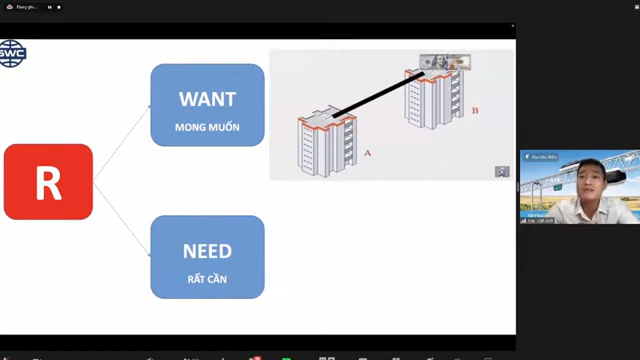 SWC
WANT
MONG MUỐN
R
NEED
RẤT CẦN
A
B